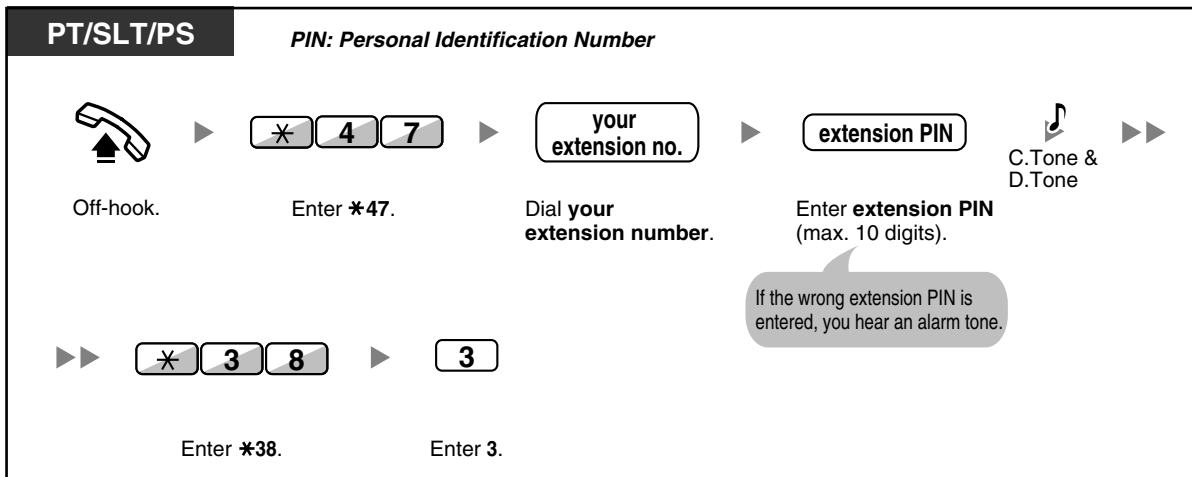 PT/SLT/PS
PIN: Personal Identification Number
* 4 7
your
extension no.
extension PIN
C.Tone &
D.Tone
Off-hook.
Enter *47.
Dial your
extension number.
Enter extension PIN
(max. 10 digits).
If the wrong extension PIN is
entered, you hear an alarm tone.
* 3 8
3
Enter *38.
Enter 3.